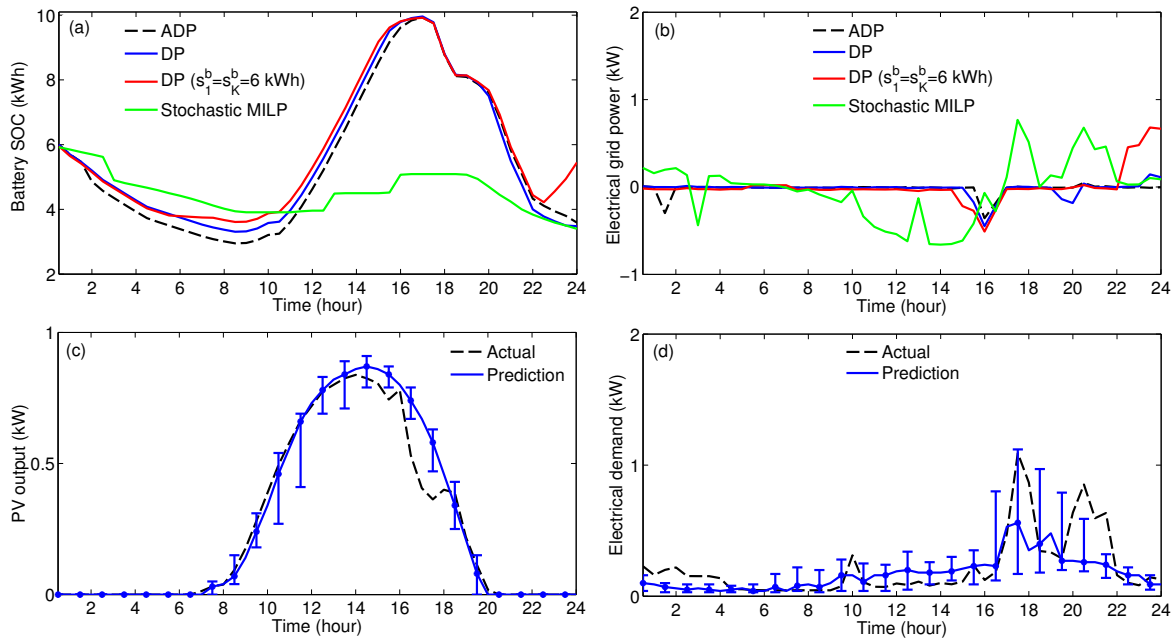 (a)
ADP
DP
DP (s₁ᵇ=s_Kᵇ=6 kWh)
Stochastic MILP
10
8
6
4
2
Battery SOC (kWh)
2 4 6 8 10 12 14 16 18 20 22 24
Time (hour)
(b)
ADP
DP
DP (s₁ᵇ=s_Kᵇ=6 kWh)
Stochastic MILP
2
1
0
−1
Electrical grid power (kW)
2 4 6 8 10 12 14 16 18 20 22 24
Time (hour)
(c)
Actual
Prediction
1
0.5
0
PV output (kW)
2 4 6 8 10 12 14 16 18 20 22 24
Time (hour)
(d)
Actual
Prediction
2
1
0
Electrical demand (kW)
2 4 6 8 10 12 14 16 18 20 22 24
Time (hour)